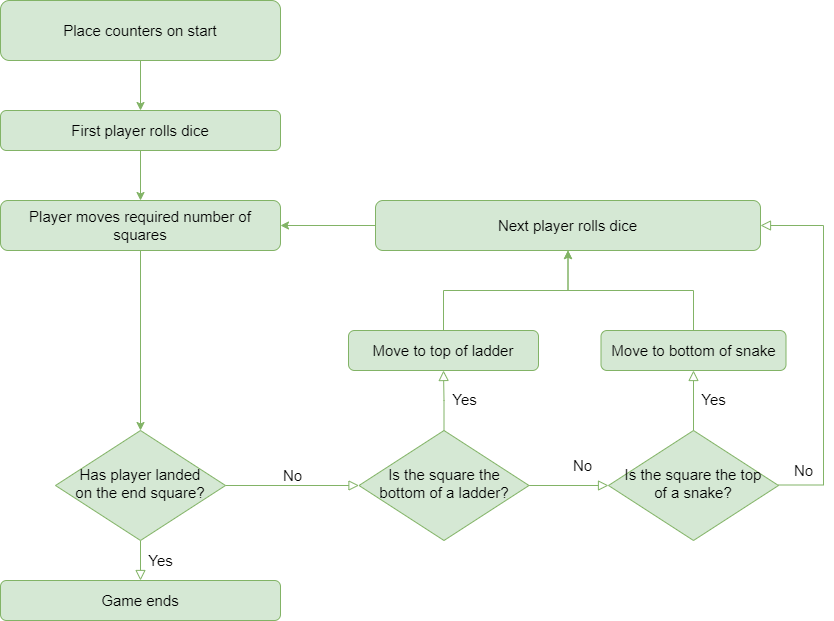 Place counters on start
First player rolls dice
Player moves required number of
squares
Next player rolls dice
Move to top of ladder
Move to bottom of snake
Yes
Yes
Has player landed
on the end square?
No
Is the square the
bottom of a ladder?
No
Is the square the top
of a snake?
No
Yes
Game ends